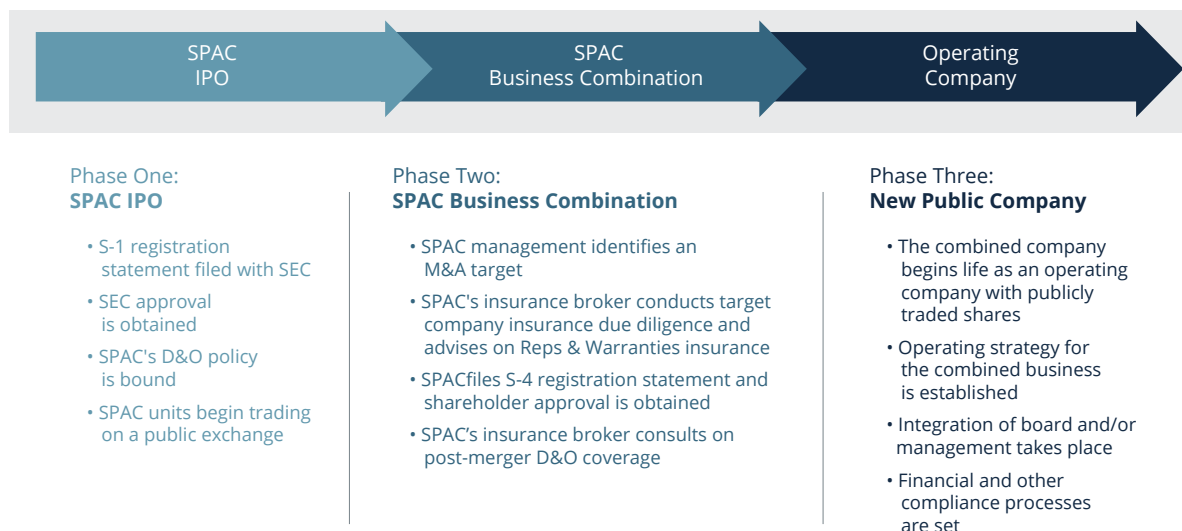 SPAC
IPO
SPAC
Business Combination
Operating
Company
Phase One:
SPAC IPO
• S-1 registration
statement filed with SEC
• SEC approval
is obtained
• SPAC's D&O policy
is bound
• SPAC units begin trading
on a public exchange
Phase Two:
SPAC Business Combination
• SPAC management identifies an
M&A target
• SPAC's insurance broker conducts target
company insurance due diligence and
advises on Reps & Warranties insurance
• SPACfiles S-4 registration statement and
shareholder approval is obtained
• SPAC’s insurance broker consults on
post-merger D&O coverage
Phase Three:
New Public Company
• The combined company
begins life as an operating
company with publicly
traded shares
• Operating strategy for
the combined business
is established
• Integration of board and/or
management takes place
• Financial and other
compliance processes
are set